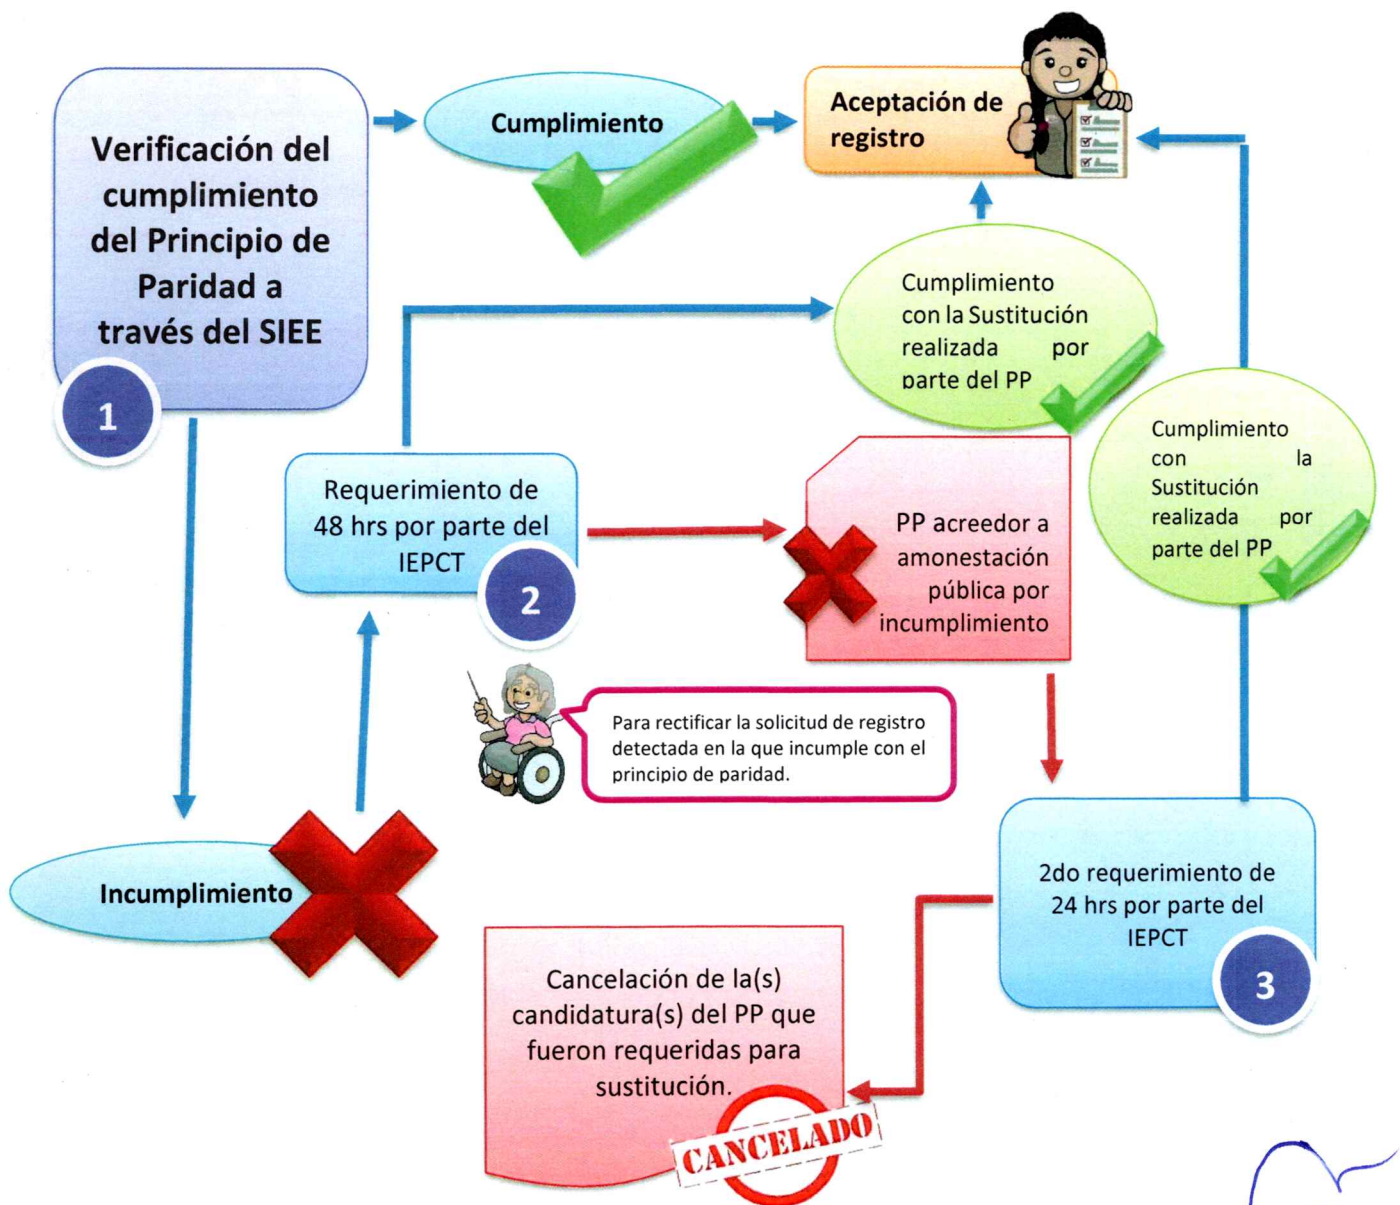 Verificación del
cumplimiento
del Principio de
Paridad a
través del SIEE
1
Cumplimiento
Aceptación de
registro
Cumplimiento
con la Sustitución
realizada por
parte del PP
Cumplimiento
con la
Sustitución
realizada por
parte del PP
Requerimiento de
48 hrs por parte del
IEPCT
2
PP acreedor a
amonestación
pública por
incumplimiento
Para rectificar la solicitud de registro
detectada en la que incumple con el
principio de paridad.
Incumplimiento
2do requerimiento de
24 hrs por parte del
IEPCT
3
Cancelación de la(s)
candidatura(s) del PP que
fueron requeridas para
sustitución.
CANCELADO